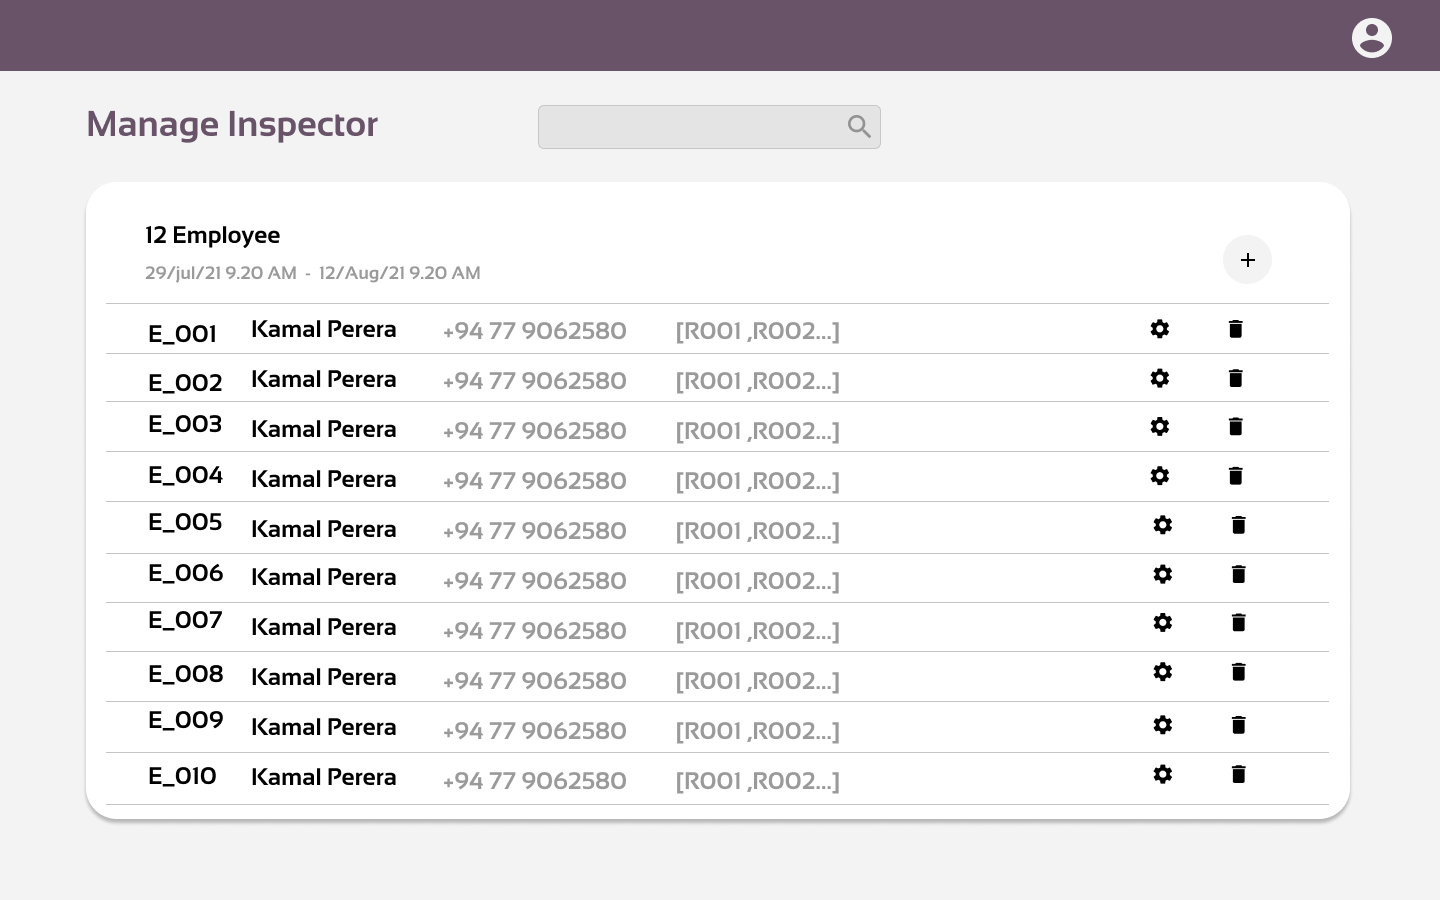 Manage Inspector
12 Employee
29/jul/21 9.20 AM - 12/Aug/21 9.20 AM
E_001 Kamal Perera +94 77 9062580 [R001 ,R002...]
E_002 Kamal Perera +94 77 9062580 [R001 ,R002...]
E_003 Kamal Perera +94 77 9062580 [R001 ,R002...]
E_004 Kamal Perera +94 77 9062580 [R001 ,R002...]
E_005 Kamal Perera +94 77 9062580 [R001 ,R002...]
E_006 Kamal Perera +94 77 9062580 [R001 ,R002...]
E_007 Kamal Perera +94 77 9062580 [R001 ,R002...]
E_008 Kamal Perera +94 77 9062580 [R001 ,R002...]
E_009 Kamal Perera +94 77 9062580 [R001 ,R002...]
E_010 Kamal Perera +94 77 9062580 [R001 ,R002...]